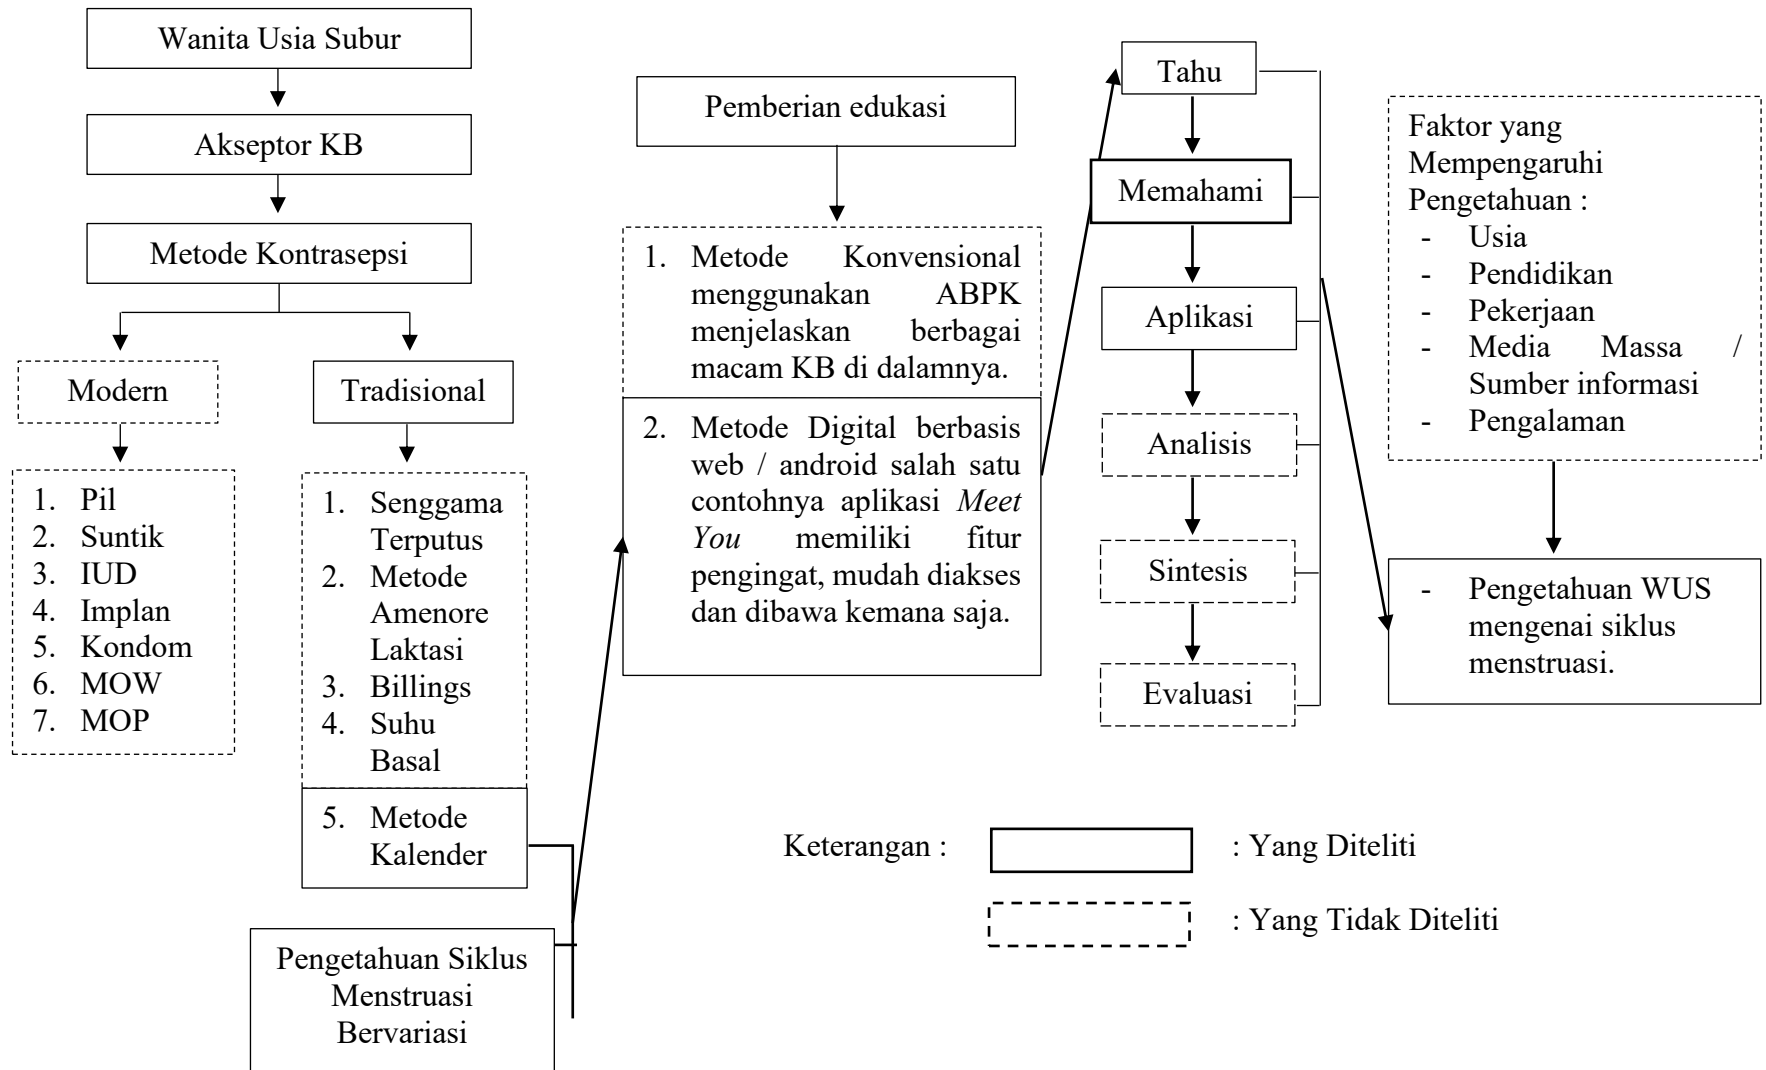 Wanita Usia Subur
Akseptor KB
Metode Kontrasepsi
Modern
Tradisional
1. Pil
2. Suntik
3. IUD
4. Implan
5. Kondom
6. MOW
7. MOP
1. Senggama
Terputus
2. Metode
Amenore
Laktasi
3. Billings
4. Suhu
Basal
5. Metode
Kalender
Pengetahuan Siklus
Menstruasi
Bervariasi
Pemberian edukasi
1. Metode Konvensional
menggunakan ABPK
menjelaskan berbagai
macam KB di dalamnya.
2. Metode Digital berbasis
web / android salah satu
contohnya aplikasi Meet
You memiliki fitur
pengingat, mudah diakses
dan dibawa kemana saja.
Tahu
Memahami
Aplikasi
Analisis
Sintesis
Evaluasi
Faktor yang
Mempengaruhi
Pengetahuan :
- Usia
- Pendidikan
- Pekerjaan
- Media Massa /
Sumber informasi
- Pengalaman
- Pengetahuan WUS
mengenai siklus
menstruasi.
Keterangan :
: Yang Diteliti
: Yang Tidak Diteliti